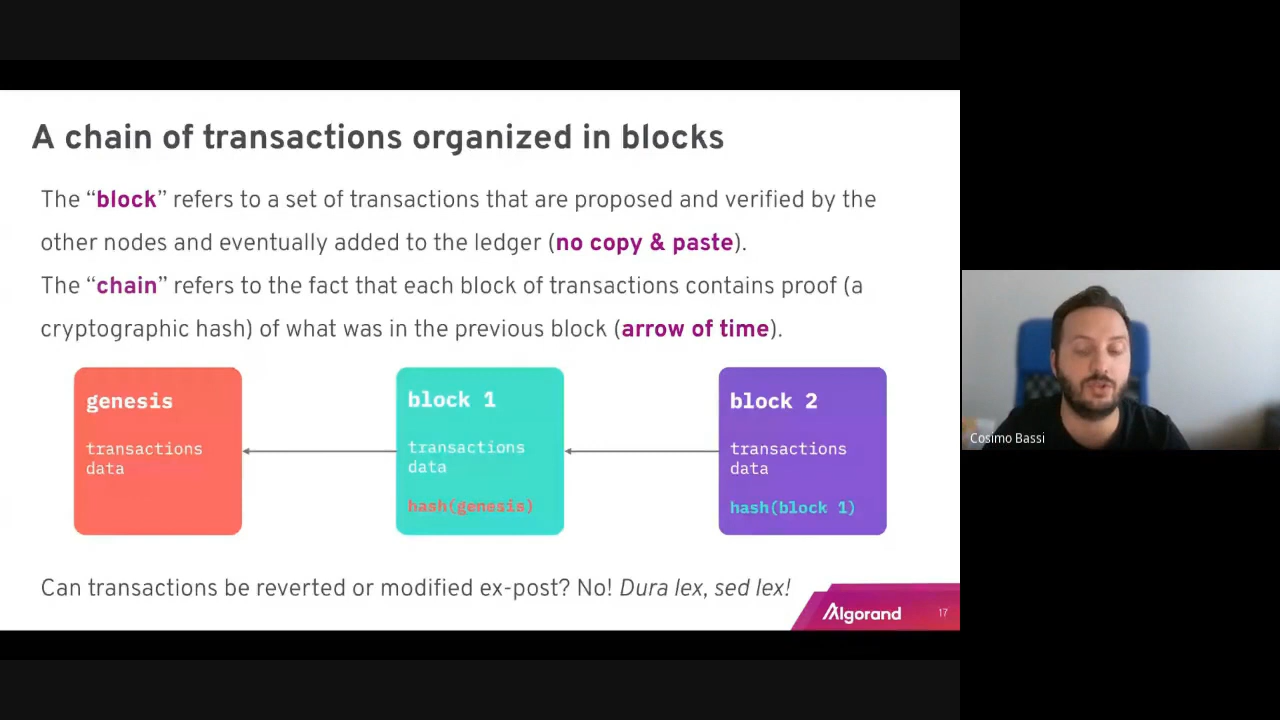 A chain of transactions organized in blocks
The “block” refers to a set of transactions that are proposed and verified by the
other nodes and eventually added to the ledger (no copy & paste).
The “chain” refers to the fact that each block of transactions contains proof (a
cryptographic hash) of what was in the previous block (arrow of time).
genesis
transactions
data
block 1
transactions
data
hash(genesis)
block 2
transactions
data
hash(block 1)
Can transactions be reverted or modified ex-post? No! Dura lex, sed lex!
Algorand
17
Cosimo Bassi